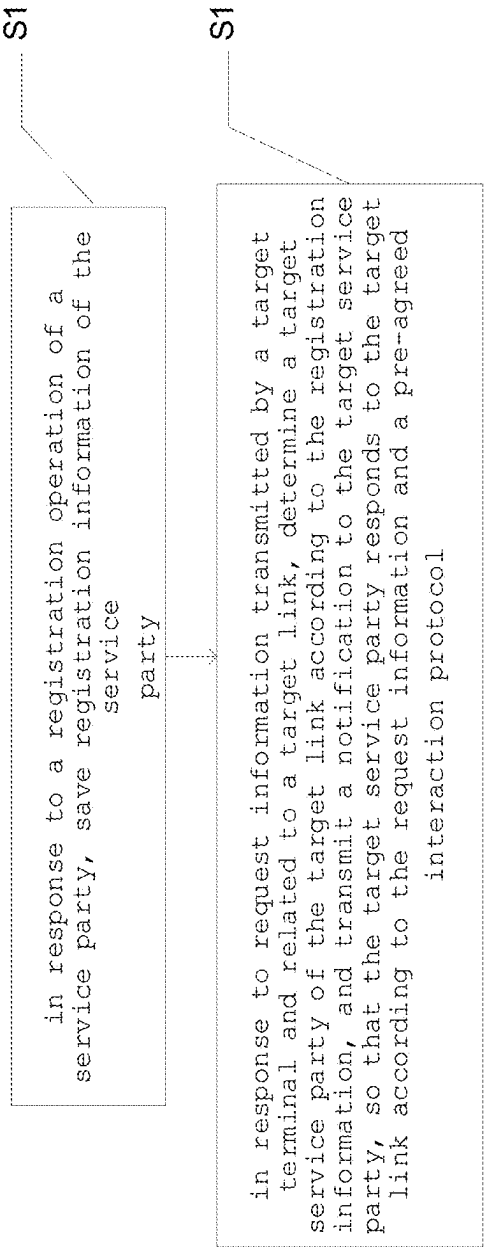 S1
in response to a registration operation of a
service party, save registration information of the
service
party
S1
in response to request information transmitted by a target
terminal and related to a target link, determine a target
service party of the target link according to the registration
information, and transmit a notification to the target service
party, so that the target service party responds to the target
link according to the request information and a pre-agreed
interaction protocol